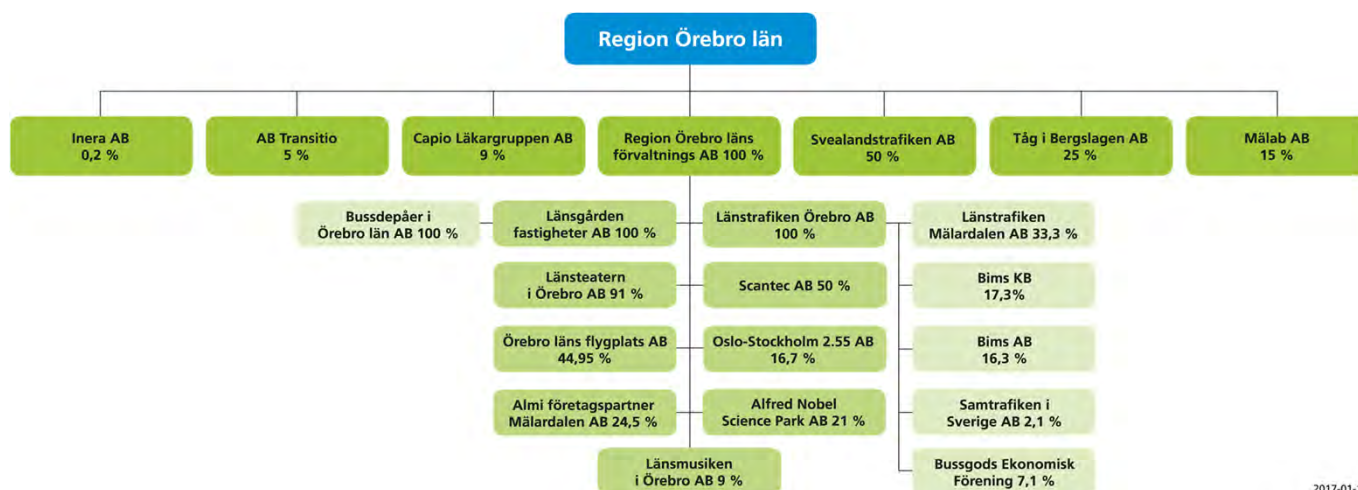 Region Örebro län
Inera AB
0,2 %
AB Transitio
5 %
Capio Läkargruppen AB
9 %
Region Örebro läns
förvaltnings AB 100 %
Svealandstrafiken AB
50 %
Tåg i Bergslagen AB
25 %
Mälab AB
15 %
Bussdepåer i
Örebro län AB 100 %
Länsgården
fastigheter AB 100 %
Länstrafiken Örebro AB
100 %
Länstrafiken
Mälardalen AB 33,3 %
Länsteatern
i Örebro AB 91 %
Scantec AB 50 %
Bims KB
17,3%
Örebro läns flygplats AB
44,95 %
Oslo-Stockholm 2.55 AB
16,7 %
Bims AB
16,3 %
Almi företagspartner
Mälardalen AB 24,5 %
Alfred Nobel
Science Park AB 21 %
Samtrafiken i
Sverige AB 2,1 %
Länsmusiken
i Örebro AB 9 %
Bussgods Ekonomisk
Förening 7,1 %